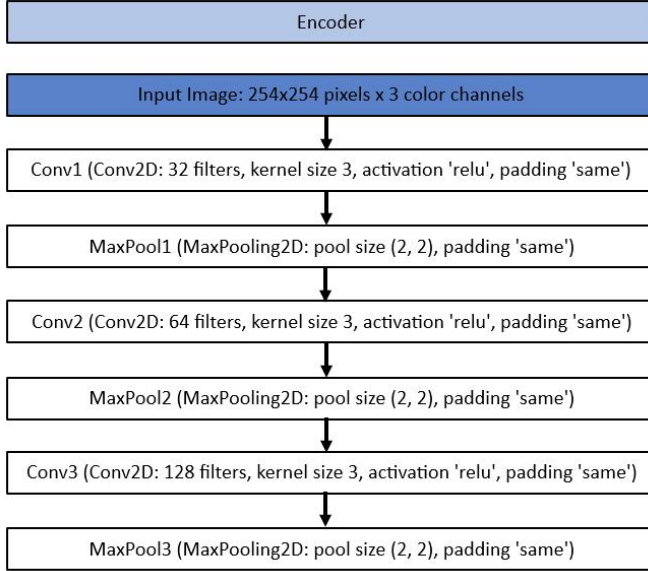 Encoder
Input Image: 254x254 pixels x 3 color channels
Conv1 (Conv2D: 32 filters, kernel size 3, activation 'relu', padding 'same')
MaxPool1 (MaxPooling2D: pool size (2, 2), padding 'same')
Conv2 (Conv2D: 64 filters, kernel size 3, activation 'relu', padding 'same')
MaxPool2 (MaxPooling2D: pool size (2, 2), padding 'same')
Conv3 (Conv2D: 128 filters, kernel size 3, activation 'relu', padding 'same')
MaxPool3 (MaxPooling2D: pool size (2, 2), padding 'same')